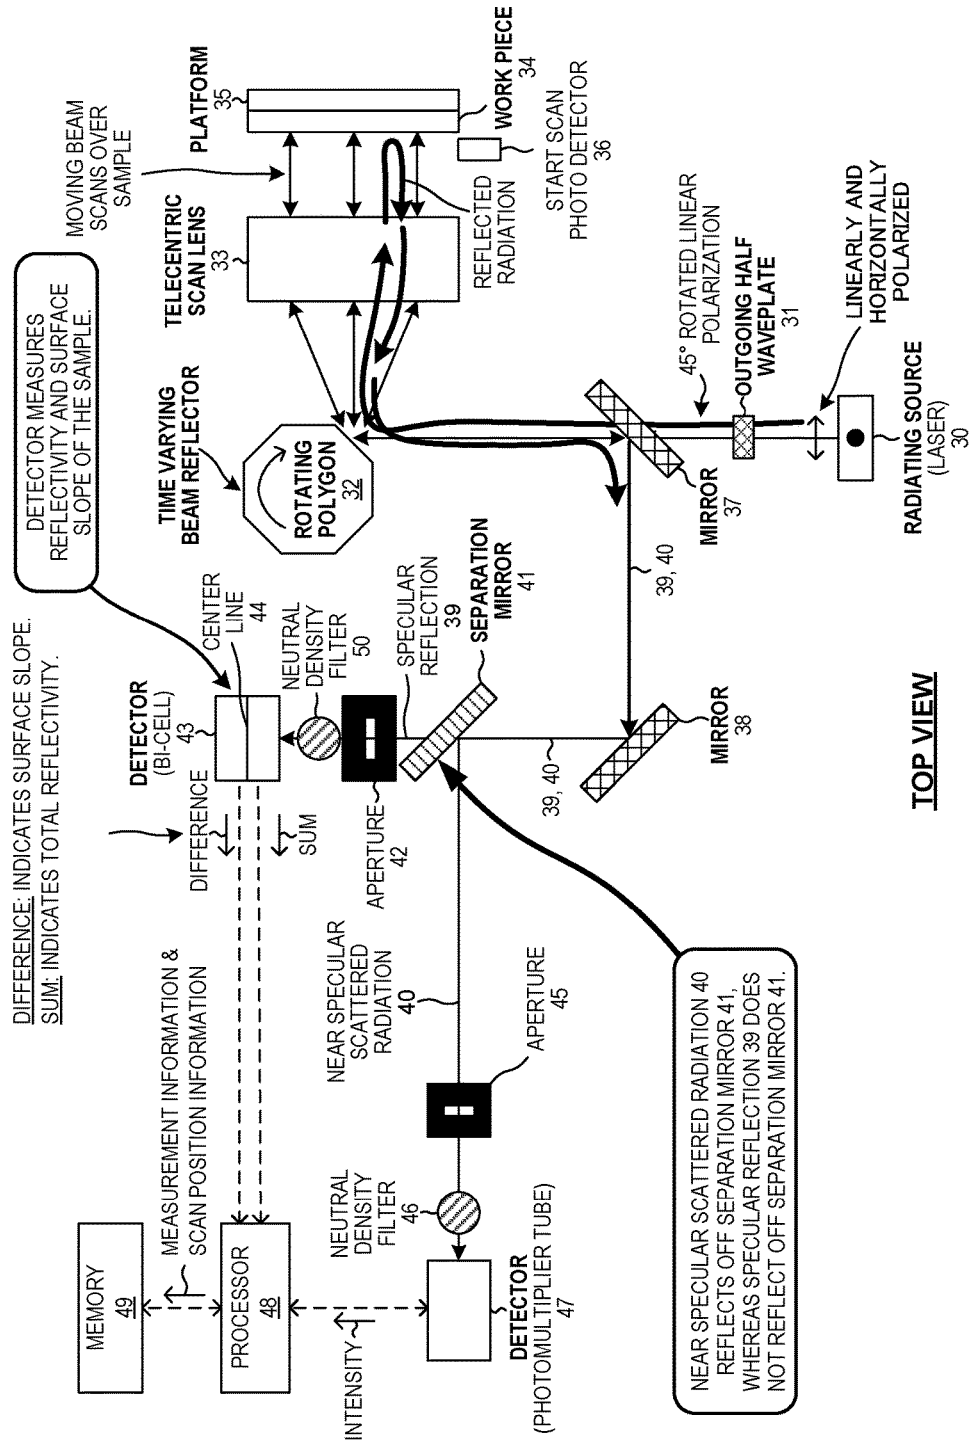 DIFFERENCE: INDICATES SURFACE SLOPE.
SUM: INDICATES TOTAL REFLECTIVITY.
DETECTOR MEASURES
REFLECTIVITY AND SURFACE
SLOPE OF THE SAMPLE.
MOVING BEAM
SCANS OVER
SAMPLE
MEMORY
49
MEASUREMENT INFORMATION &
SCAN POSITION INFORMATION
PROCESSOR
48
DIFFERENCE
SUM
DETECTOR
(BI-CELL)
43
CENTER
LINE
44
NEUTRAL
DENSITY
FILTER
50
TIME VARYING
BEAM REFLECTOR
ROTATING
POLYGON
32
TELECENTRIC
SCAN LENS
33
PLATFORM
35
WORK PIECE
34
START SCAN
PHOTO DETECTOR
36
REFLECTED
RADIATION
INTENSITY
NEUTRAL
DENSITY
FILTER
46
NEAR SPECULAR
SCATTERED
RADIATION
40
APERTURE
42
SPECULAR
REFLECTION
39
SEPARATION
MIRROR
41
DETECTOR
(PHOTOMULTIPLIER TUBE)
47
APERTURE
45
39, 40
39, 40
MIRROR
38
MIRROR
37
45° ROTATED LINEAR
POLARIZATION
OUTGOING HALF
WAVEPLATE
31
LINEARLY AND
HORIZONTALLY
POLARIZED
RADIATING SOURCE
(LASER)
30
NEAR SPECULAR SCATTERED RADIATION 40
REFLECTS OFF SEPARATION MIRROR 41,
WHEREAS SPECULAR REFLECTION 39 DOES
NOT REFLECT OFF SEPARATION MIRROR 41.
TOP VIEW